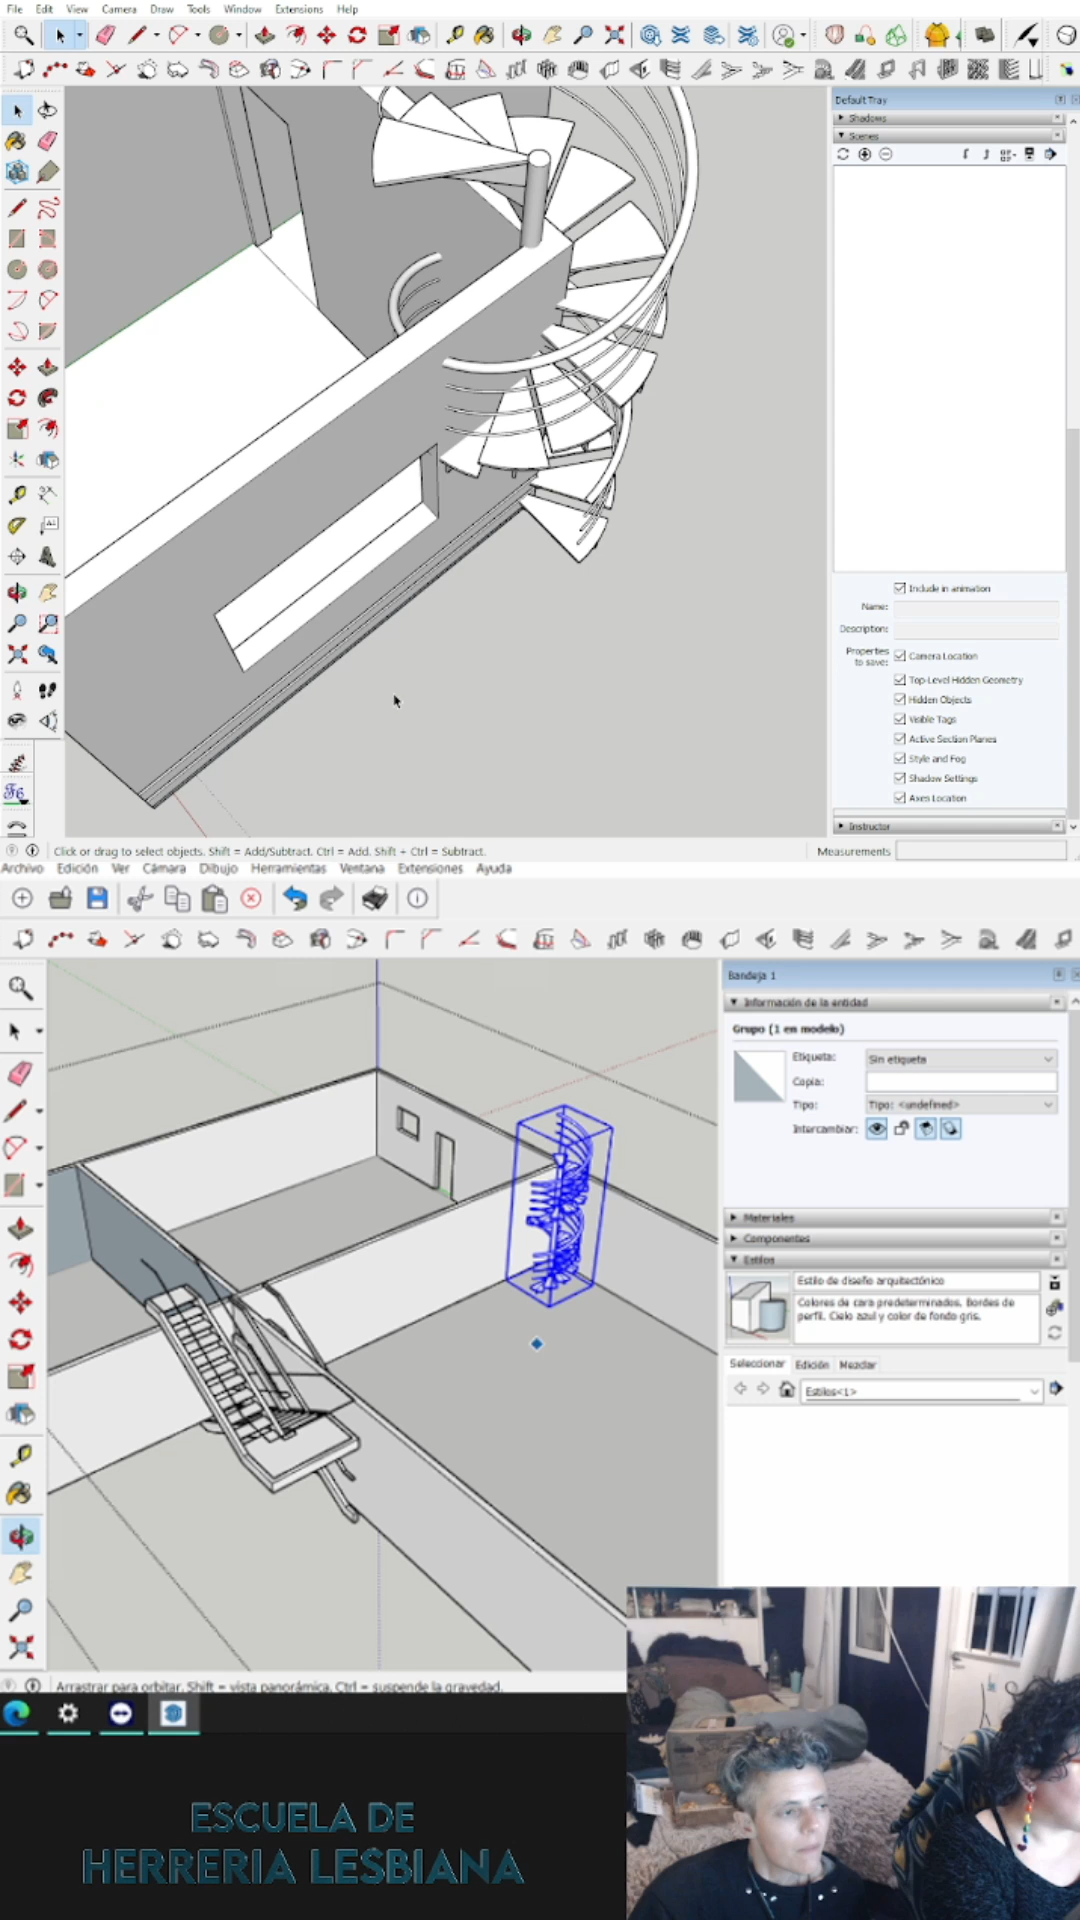 File Edit View Camera Draw Tools Window Extensions Help
Default Tray
Shadows
Scenes
Include in animation
Name:
Description:
Properties to save:
Camera Location
Top-Level Hidden Geometry
Hidden Objects
Visible Tags
Active Section Planes
Style and Fog
Shadow Settings
Axes Location
Instructor
Click or drag to select objects. Shift = Add/Subtract. Ctrl = Add. Shift + Ctrl = Subtract.
Measurements
Archivo Edición Ver Cámara Dibujo Herramientas Ventana Extensiones Ayuda
Bandeja 1
Información de la entidad
Grupo (1 en modelo)
Etiqueta: Sin etiqueta
Copia:
Tipo: Tipo: <undefined>
Intercambiar:
Materiales
Componentes
Estilos
Estilo de diseño arquitectónico
Colores de cara predeterminados. Bordes de
perfil. Cielo azul y color de fondo gris.
Seleccionar Edición Mezclar
Estilos<1>
Arrastrar para orbitar. Shift = vista panorámica. Ctrl = suspende la gravedad.
ESCUELA DE
HERRERIA LESBIANA